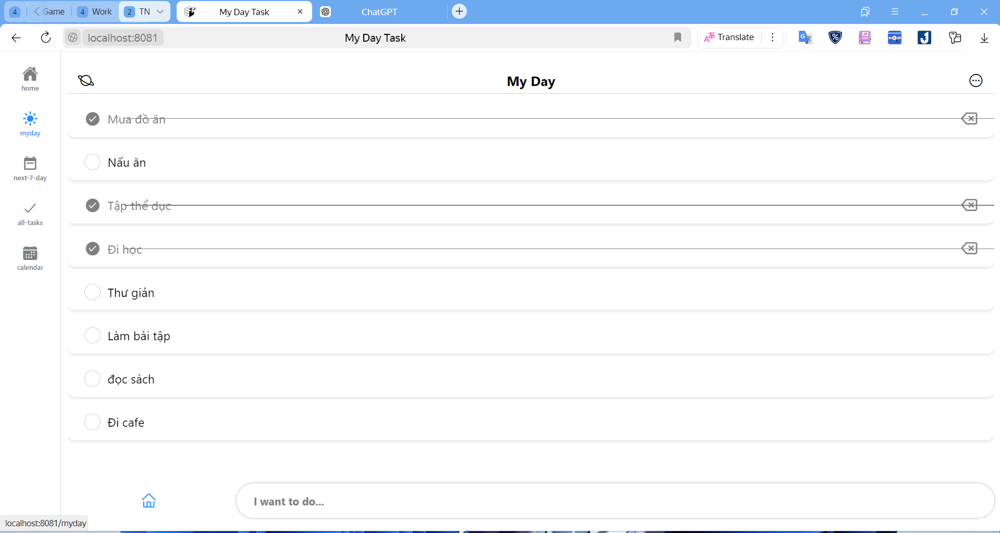 4 Game 4 Work 2 TN My Day Task ChatGPT
localhost:8081 My Day Task Translate
home
My Day
Mua đồ ăn
myday
Nấu ăn
next-7-day
Tập thể dục
all-tasks
Đi học
calendar
Thư giản
Làm bài tập
đọc sách
Đi cafe
I want to do...
localhost:8081/myday